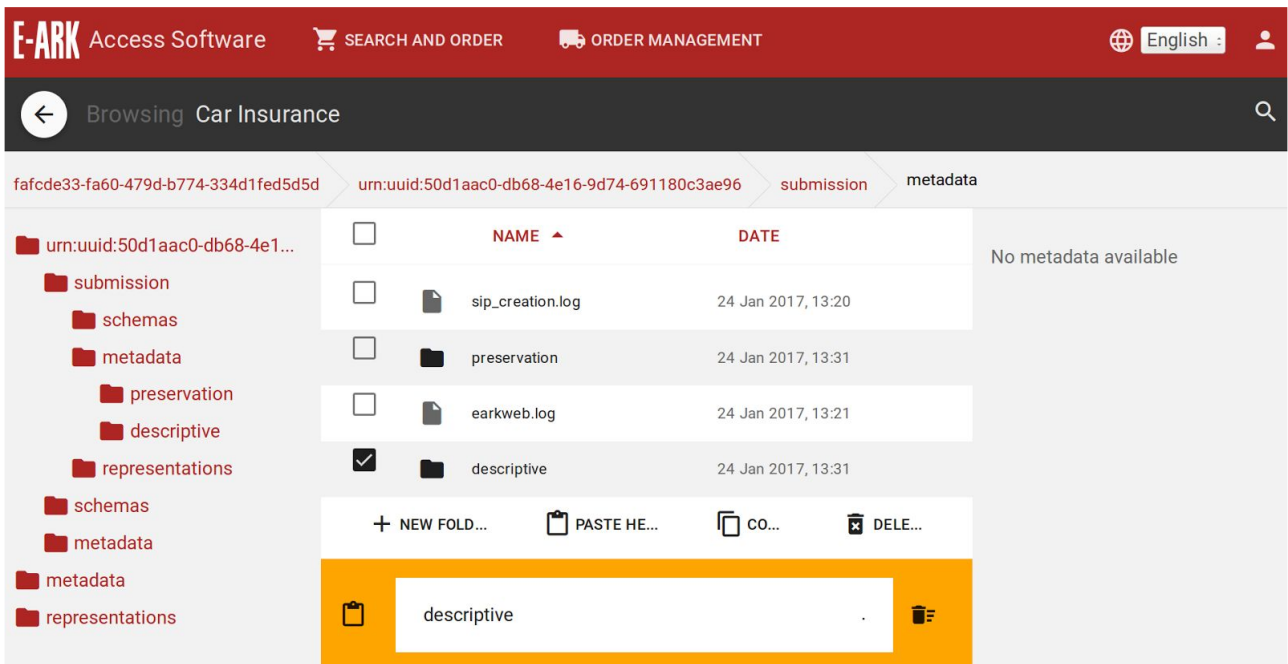 E-ARK Access Software SEARCH AND ORDER ORDER MANAGEMENT English
Browsing Car Insurance
fafcde33-fa60-479d-b774-334d1fed5d5d urn:uuid:50d1aac0-db68-4e16-9d74-691180c3ae96 submission metadata
urn:uuid:50d1aac0-db68-4e1...
submission
schemas
metadata
preservation
descriptive
representations
schemas
metadata
metadata
representations
NAME DATE
sip_creation.log 24 Jan 2017, 13:20
preservation 24 Jan 2017, 13:31
earkweb.log 24 Jan 2017, 13:21
descriptive 24 Jan 2017, 13:31
NEW FOLD... PASTE HE... CO... DELE...
descriptive .
No metadata available